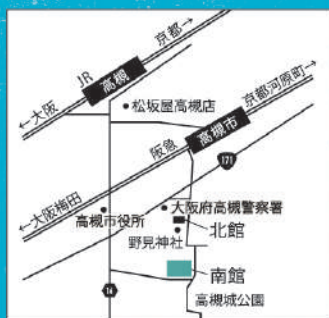 京都→
JR
高槻
←大阪
●松坂屋高槻店
京都河原町→
高槻市
阪急
171
←大阪梅田
高槻市役所
大阪府高槻警察署
北館
野見神社
南館
14
高槻城公園